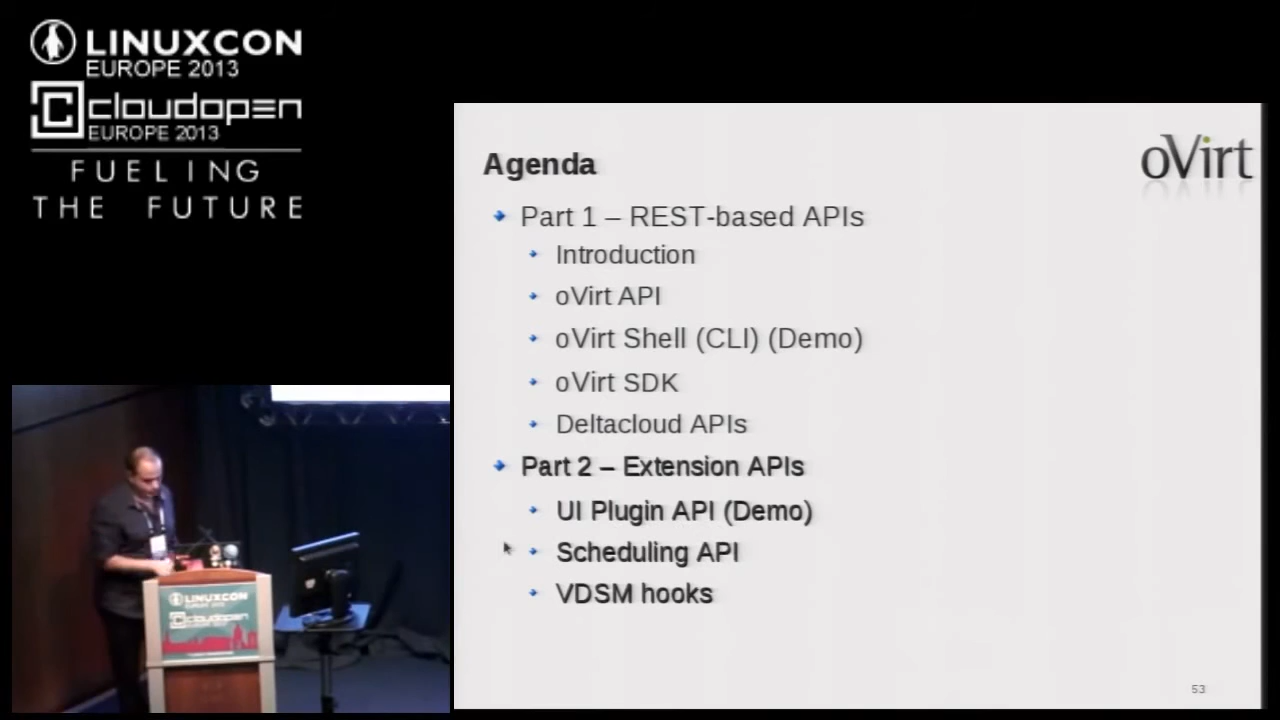 LINUXCON
EUROPE 2013
cloudopen
EUROPE 2013
FUELING
THE FUTURE
oVirt
Agenda
Part 1 – REST-based APIs
Introduction
oVirt API
oVirt Shell (CLI) (Demo)
oVirt SDK
Deltacloud APIs
Part 2 – Extension APIs
UI Plugin API (Demo)
Scheduling API
VDSM hooks
53
LINUXCON
cloudopen